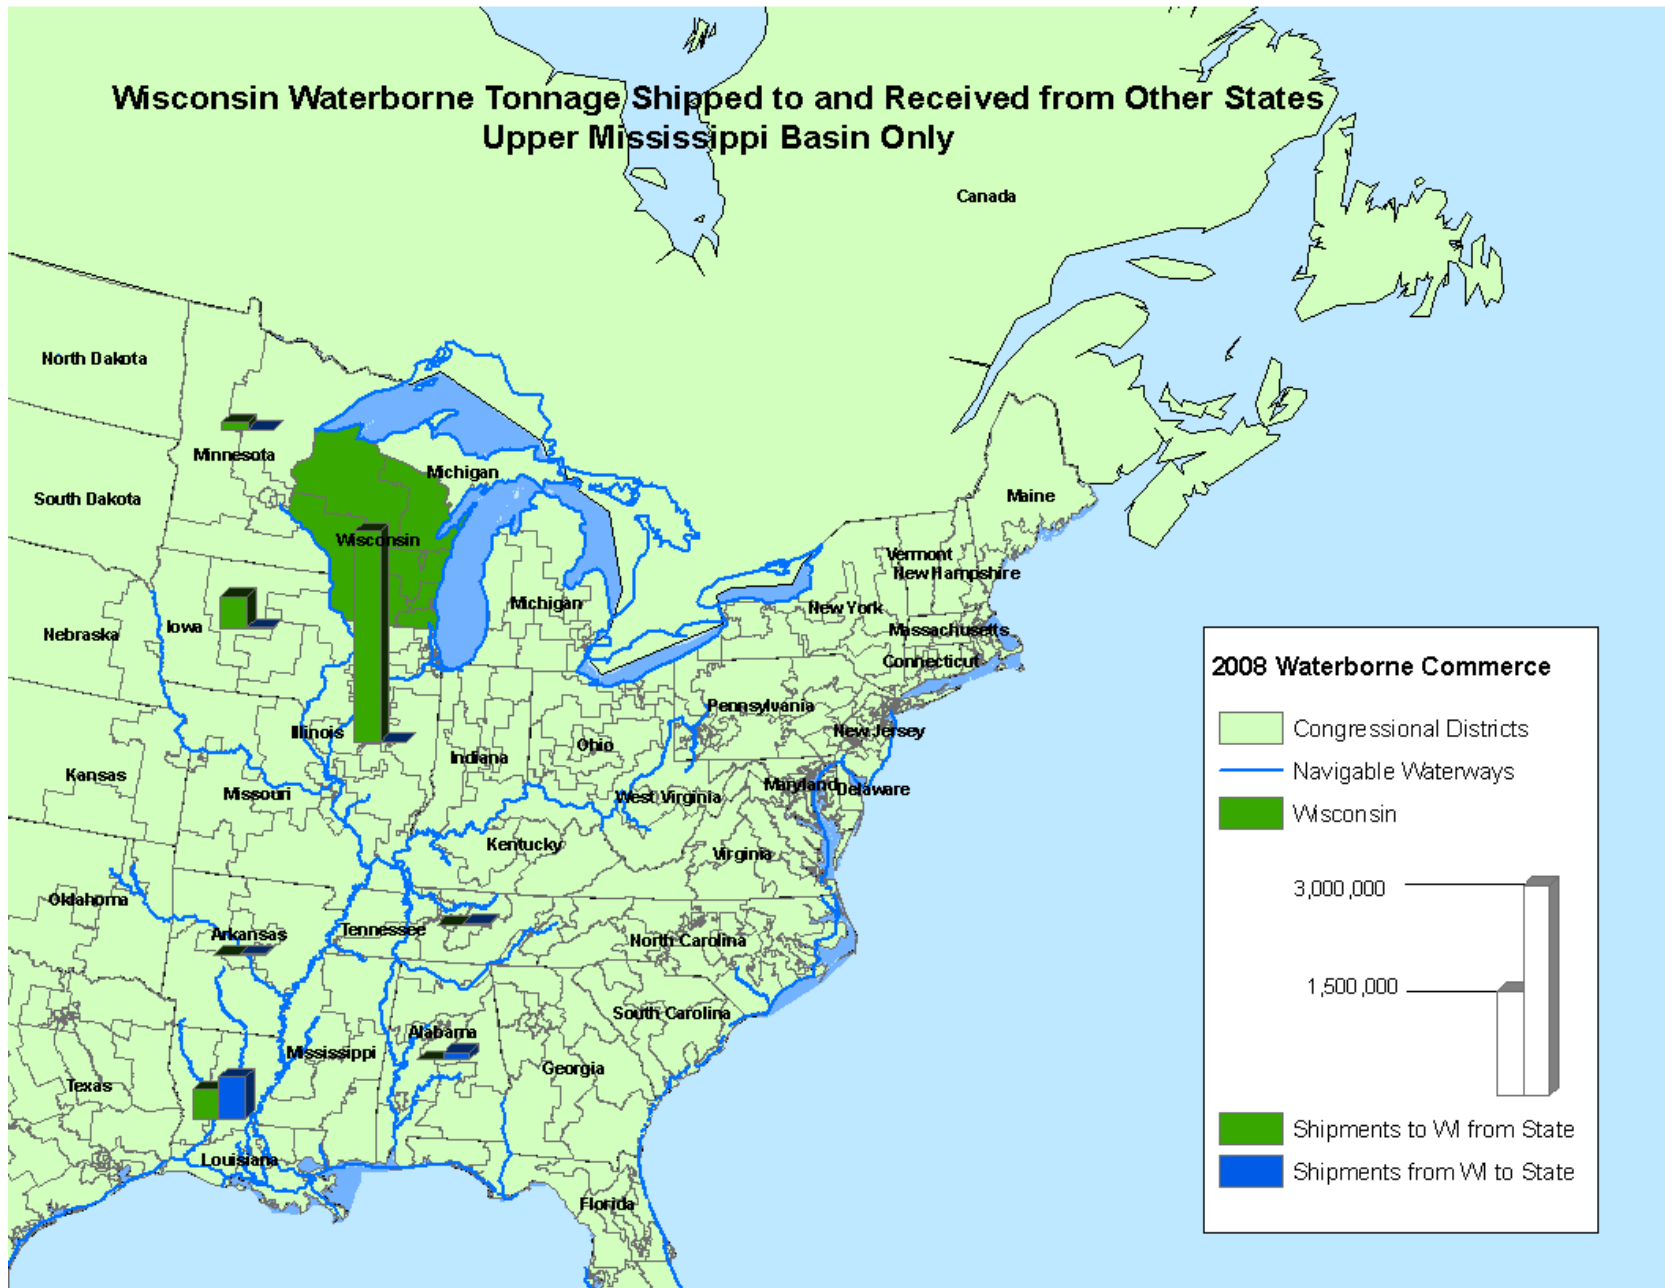 Wisconsin Waterborne Tonnage Shipped to and Received from Other States
Upper Mississippi Basin Only
Canada
North Dakota
Minnesota
Michigan
South Dakota
Maine
Wisconsin
Vermont
New Hampshire
Michigan
New York
Iowa
Nebraska
Massachusetts
Connecticut
Pennsylvania
New Jersey
Illinois
Ohio
Indiana
Kansas
Missouri
West Virginia
Maryland
Delaware
Kentucky
Virginia
Oklahoma
Arkansas
Tennessee
North Carolina
South Carolina
Alabama
Mississippi
Georgia
Texas
Louisiana
Florida
2008 Waterborne Commerce
Congressional Districts
Navigable Waterways
Wisconsin
3,000,000
1,500,000
Shipments to WI from State
Shipments from WI to State